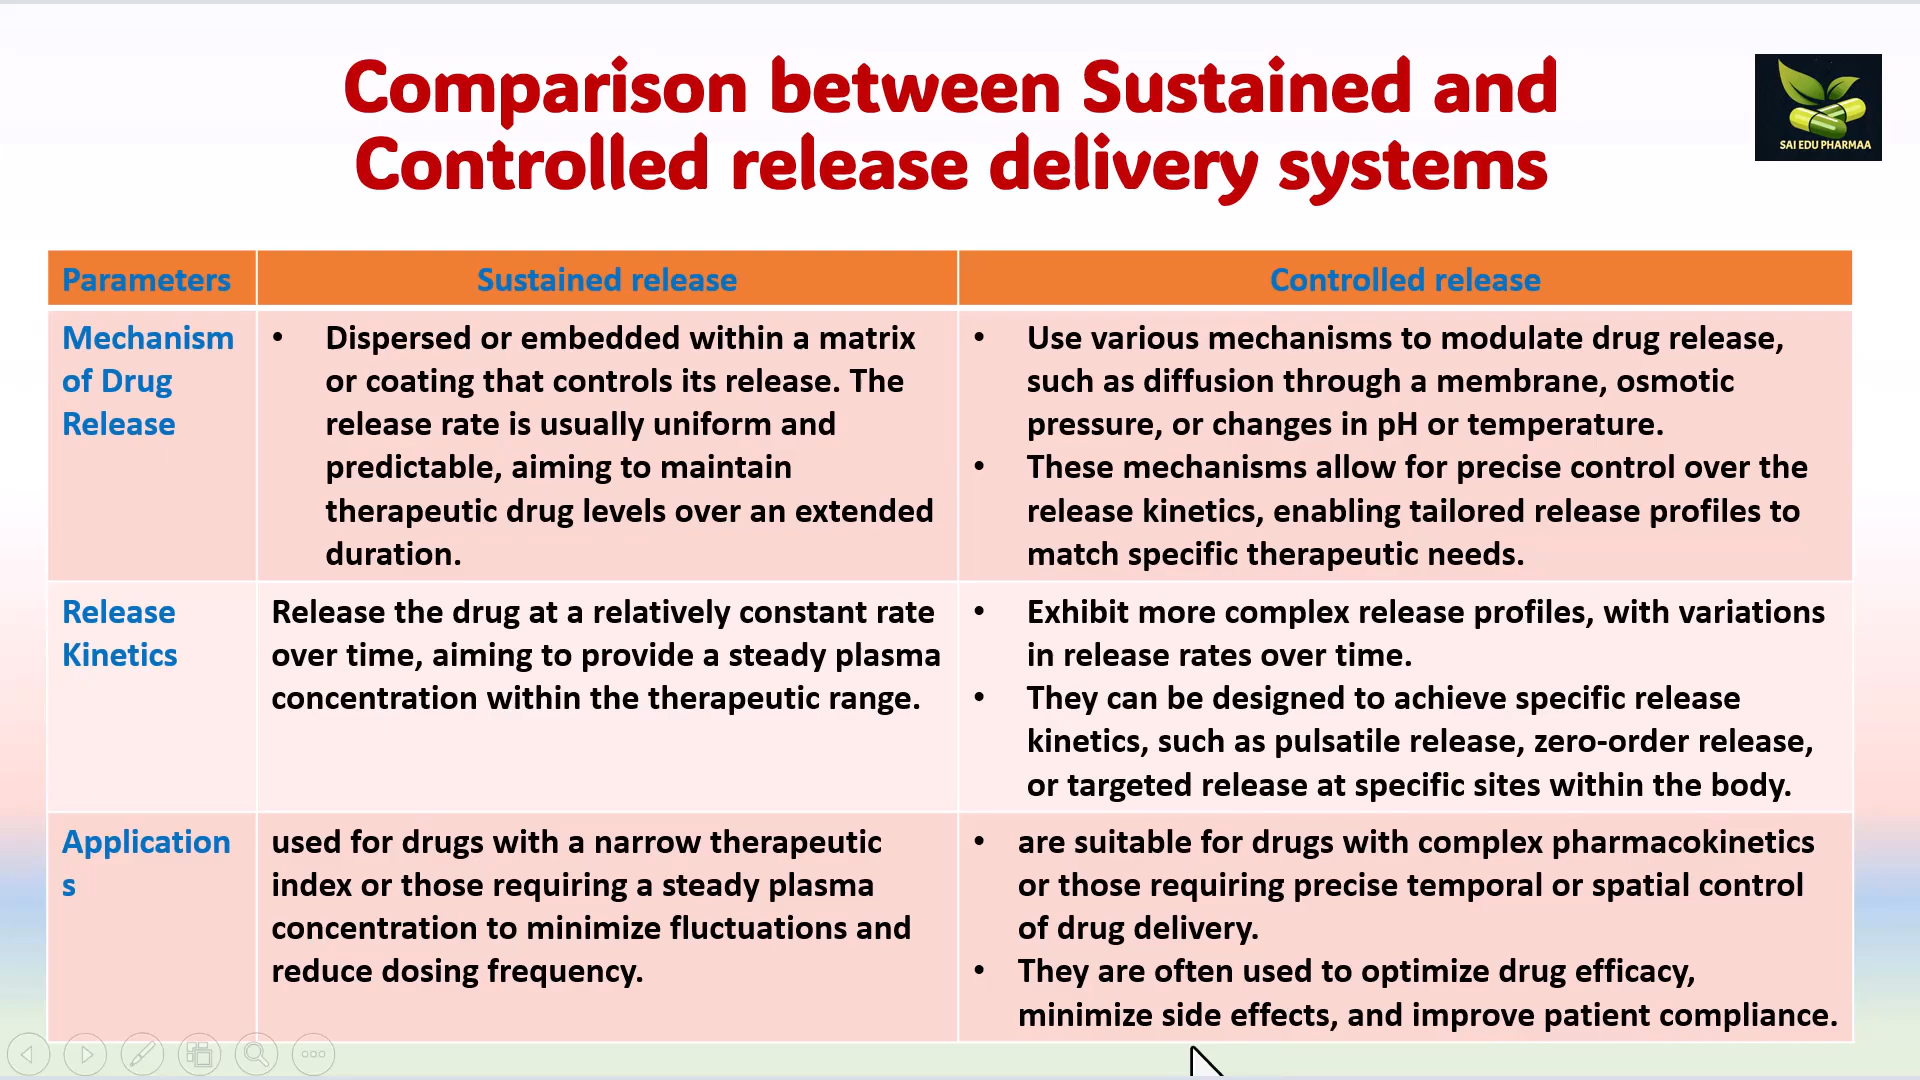 Comparison between Sustained and
Controlled release delivery systems
SAI EDU PHARMAA
Parameters
Sustained release
Controlled release
Mechanism
of Drug
Release
• Dispersed or embedded within a matrix
or coating that controls its release. The
release rate is usually uniform and
predictable, aiming to maintain
therapeutic drug levels over an extended
duration.
• Use various mechanisms to modulate drug release,
such as diffusion through a membrane, osmotic
pressure, or changes in pH or temperature.
• These mechanisms allow for precise control over the
release kinetics, enabling tailored release profiles to
match specific therapeutic needs.
Release
Kinetics
Release the drug at a relatively constant rate
over time, aiming to provide a steady plasma
concentration within the therapeutic range.
• Exhibit more complex release profiles, with variations
in release rates over time.
• They can be designed to achieve specific release
kinetics, such as pulsatile release, zero-order release,
or targeted release at specific sites within the body.
Application
s
used for drugs with a narrow therapeutic
index or those requiring a steady plasma
concentration to minimize fluctuations and
reduce dosing frequency.
• are suitable for drugs with complex pharmacokinetics
or those requiring precise temporal or spatial control
of drug delivery.
• They are often used to optimize drug efficacy,
minimize side effects, and improve patient compliance.